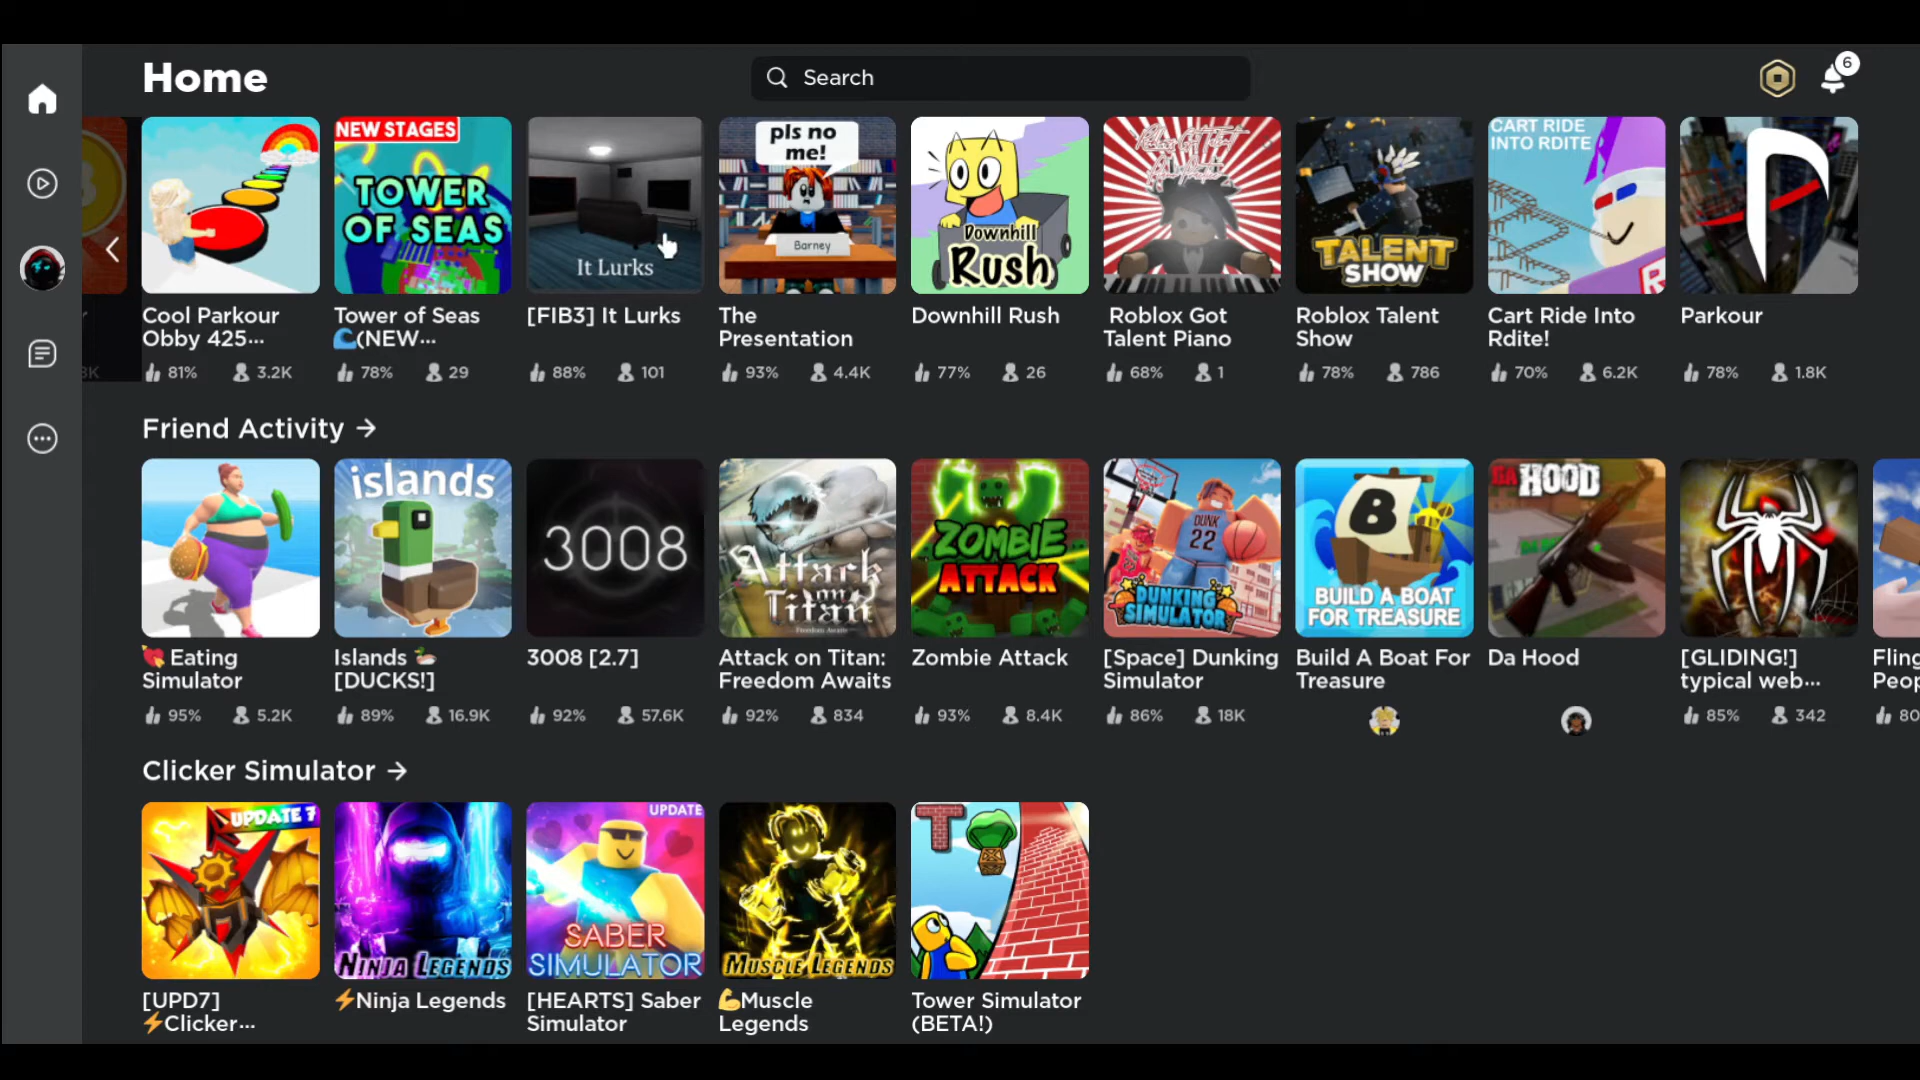 Home
Search
6
NEW STAGES
TOWER
OF SEAS
It Lurks
pls no
me!
Barney
Downhill
Rush
TALENT
SHOW
CART RIDE
INTO RDITE
Cool Parkour
Obby 425...
Tower of Seas
(NEW...
[FIB3] It Lurks
The
Presentation
Downhill Rush
Roblox Got
Talent Piano
Roblox Talent
Show
Cart Ride Into
Rdite!
Parkour
81% 3.2K
78% 29
88% 101
93% 4.4K
77% 26
68% 1
78% 786
70% 6.2K
78% 1.8K
Friend Activity →
islands
3008
Attack
on
Titan
Freedom Awaits
ZOMBIE
ATTACK
DUNK
22
DUNKING
SIMULATOR
B
BUILD A BOAT
FOR TREASURE
DA HOOD
💘 Eating
Simulator
Islands 🦆
[DUCKS!]
3008 [2.7]
Attack on Titan:
Freedom Awaits
Zombie Attack
[Space] Dunking
Simulator
Build A Boat For
Treasure
Da Hood
[GLIDING!]
typical web...
95% 5.2K
89% 16.9K
92% 57.6K
92% 834
93% 8.4K
86% 18K
85% 342
80
Clicker Simulator →
UPDATE 7
NINJA LEGENDS
UPDATE
SABER
SIMULATOR
MUSCLE LEGENDS
T
[UPD7]
⚡Clicker...
⚡Ninja Legends
[HEARTS] Saber
Simulator
💪Muscle
Legends
Tower Simulator
(BETA!)